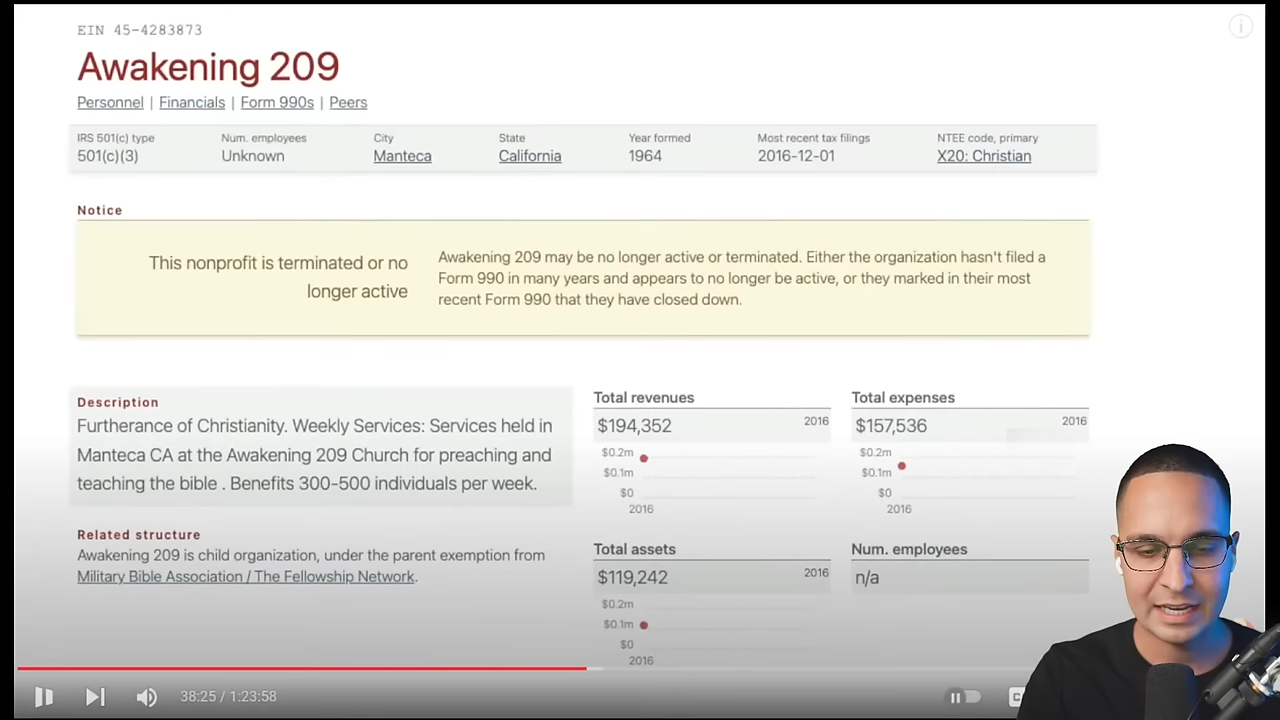 EIN 45-4283873
Awakening 209
Personnel | Financials | Form 990s | Peers
IRS 501(c) type
501(c)(3)
Num. employees
Unknown
City
Manteca
State
California
Year formed
1964
Most recent tax filings
2016-12-01
NTEE code, primary
X20: Christian
Notice
This nonprofit is terminated or no
longer active
Awakening 209 may be no longer active or terminated. Either the organization hasn't filed a
Form 990 in many years and appears to no longer be active, or they marked in their most
recent Form 990 that they have closed down.
Description
Furtherance of Christianity. Weekly Services: Services held in
Manteca CA at the Awakening 209 Church for preaching and
teaching the bible . Benefits 300-500 individuals per week.
Related structure
Awakening 209 is child organization, under the parent exemption from
Military Bible Association / The Fellowship Network.
Total revenues
$194,352 2016
$0.2m
$0.1m
$0
2016
Total expenses
$157,536 2016
$0.2m
$0.1m
$0
2016
Total assets
$119,242 2016
$0.2m
$0.1m
$0
2016
Num. employees
n/a
38:25 / 1:23:58